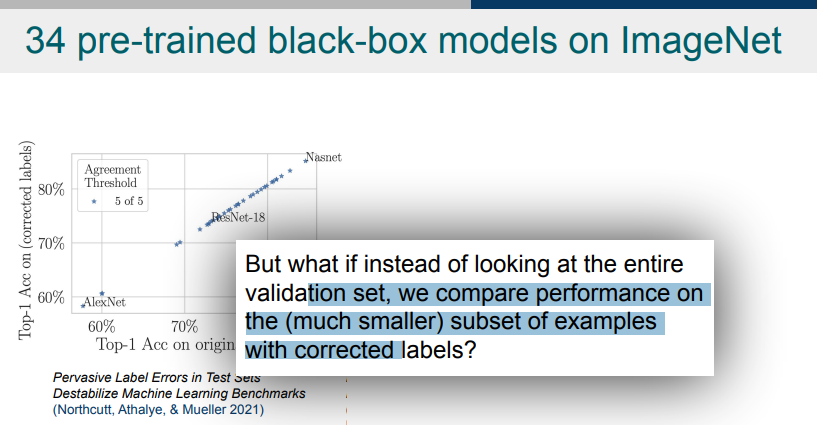 34 pre-trained black-box models on ImageNet
Top-1 Acc on (corrected labels)
Nasnet
Agreement
Threshold
5 of 5
80%
ResNet-18
70%
60%
AlexNet
60%
70%
Top-1 Acc on origin
But what if instead of looking at the entire
validation set, we compare performance on
the (much smaller) subset of examples
with corrected labels?
Pervasive Label Errors in Test Sets
Destabilize Machine Learning Benchmarks
(Northcutt, Athalye, & Mueller 2021)